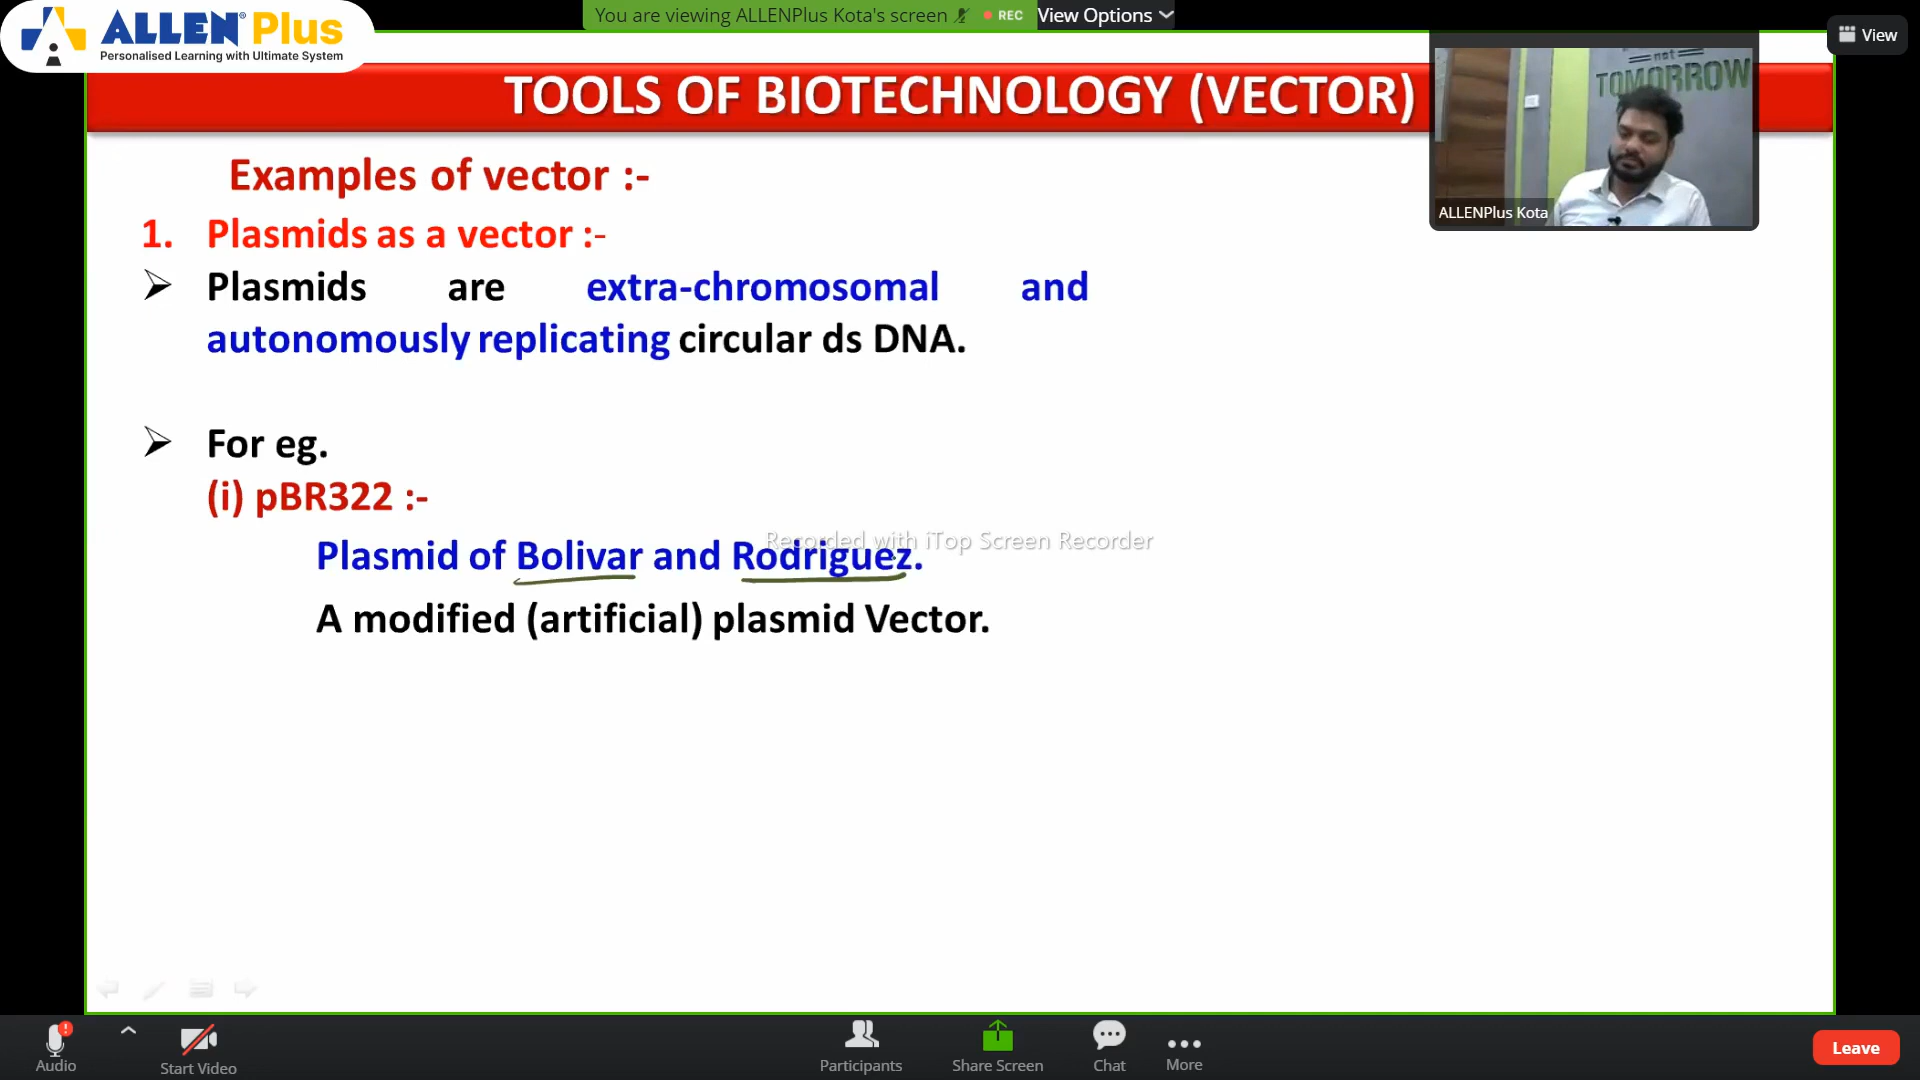 ALLEN Plus
Personalised Learning with Ultimate System
You are viewing ALLENPlus Kota's screen REC View Options
View
TOOLS OF BIOTECHNOLOGY (VECTOR)
not
TOMORROW
ALLENPlus Kota
Examples of vector :-
1. Plasmids as a vector :-
➢ Plasmids are extra-chromosomal and
autonomously replicating circular ds DNA.
➢ For eg.
(i) pBR322 :-
Recorded with iTop Screen Recorder
Plasmid of Bolivar and Rodriguez.
A modified (artificial) plasmid Vector.
Audio
Start Video
Participants
Share Screen
Chat
More
Leave